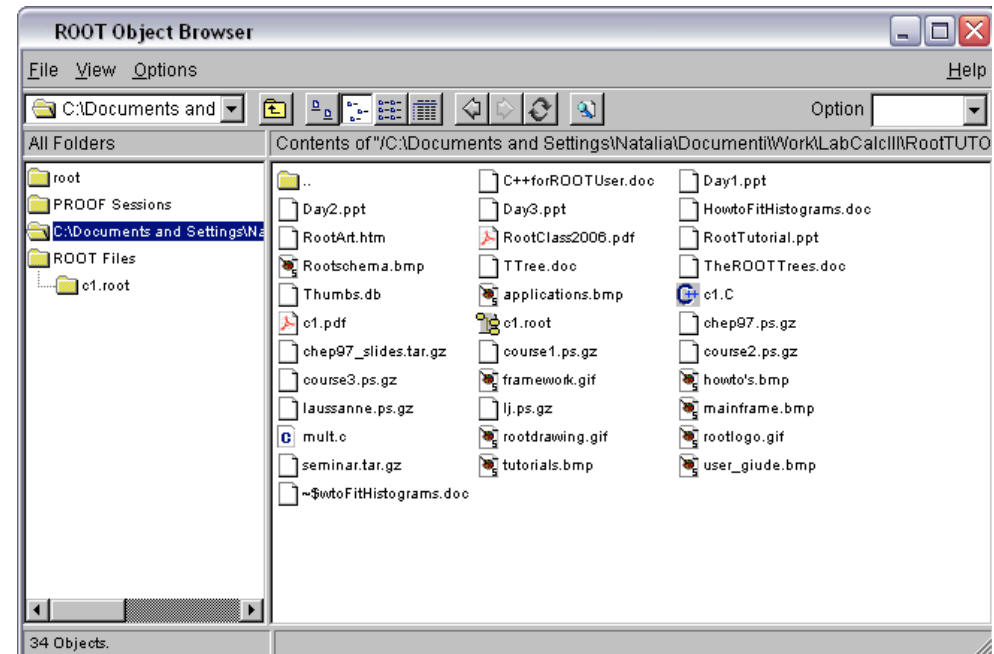 ROOT Object Browser
File View Options Help
C:\Documents and Option
All Folders Contents of "/C:\Documents and Settings\Natalia\Documenti\Work\LabCalcIII\RootTUTO
root
PROOF Sessions
C:\Documents and Settings\Na
ROOT Files
c1.root
.. C++forROOTUser.doc Day1.ppt
Day2.ppt Day3.ppt HowtoFitHistograms.doc
RootArt.htm RootClass2006.pdf RootTutorial.ppt
Rootschema.bmp TTree.doc TheROOTTrees.doc
Thumbs.db applications.bmp c1.C
c1.pdf c1.root chep97.ps.gz
chep97_slides.tar.gz course1.ps.gz course2.ps.gz
course3.ps.gz framework.gif howto's.bmp
laussanne.ps.gz lj.ps.gz mainframe.bmp
mult.c rootdrawing.gif rootlogo.gif
seminar.tar.gz tutorials.bmp user_giude.bmp
~$wtoFitHistograms.doc
34 Objects.